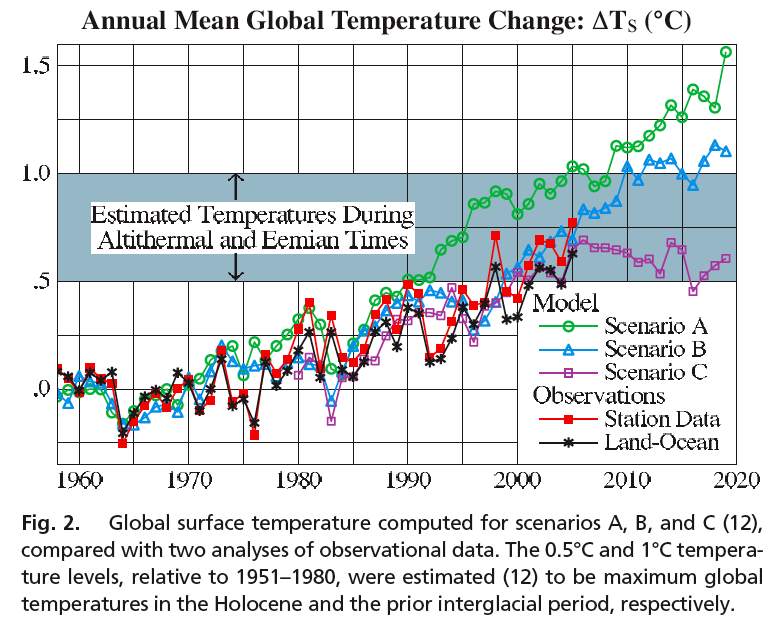 Annual Mean Global Temperature Change: ΔTS (°C)
1.5
1.0
.5
.0
Estimated Temperatures During
Altithermal and Eemian Times
Model
Scenario A
Scenario B
Scenario C
Observations
Station Data
Land-Ocean
1960 1970 1980 1990 2000 2010 2020
Fig. 2. Global surface temperature computed for scenarios A, B, and C (12),
compared with two analyses of observational data. The 0.5°C and 1°C tempera-
ture levels, relative to 1951–1980, were estimated (12) to be maximum global
temperatures in the Holocene and the prior interglacial period, respectively.